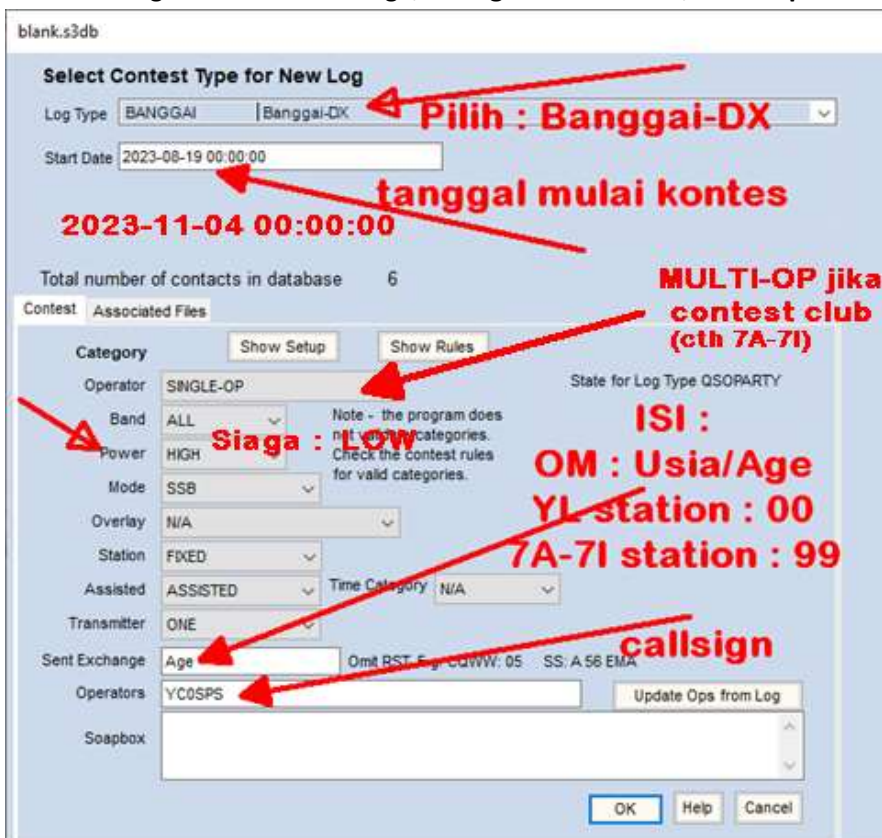 blank.s3db
Select Contest Type for New Log
Log Type BANGGAI Banggai-DX
Pilih : Banggai-DX
Start Date 2023-08-19 00:00:00
tanggal mulai kontes
2023-11-04 00:00:00
Total number of contacts in database 6
MULTI-OP jika
contest club
(cth 7A-7I)
Contest Associated Files
Category Show Setup Show Rules
Operator SINGLE-OP State for Log Type QSOPARTY
Band ALL Note - the program does
not validate categories.
Power HIGH Check the contest rules
for valid categories.
Siaga : LOW
ISI :
OM : Usia/Age
YL station : 00
7A-7I station : 99
Mode SSB
Overlay N/A
Station FIXED
Assisted ASSISTED Time Category N/A
Transmitter ONE
callsign
Sent Exchange Age Omit RST. E.g. CQWW: 05 SS: A 56 EMA
Operators YC0SPS Update Ops from Log
Soapbox
OK Help Cancel